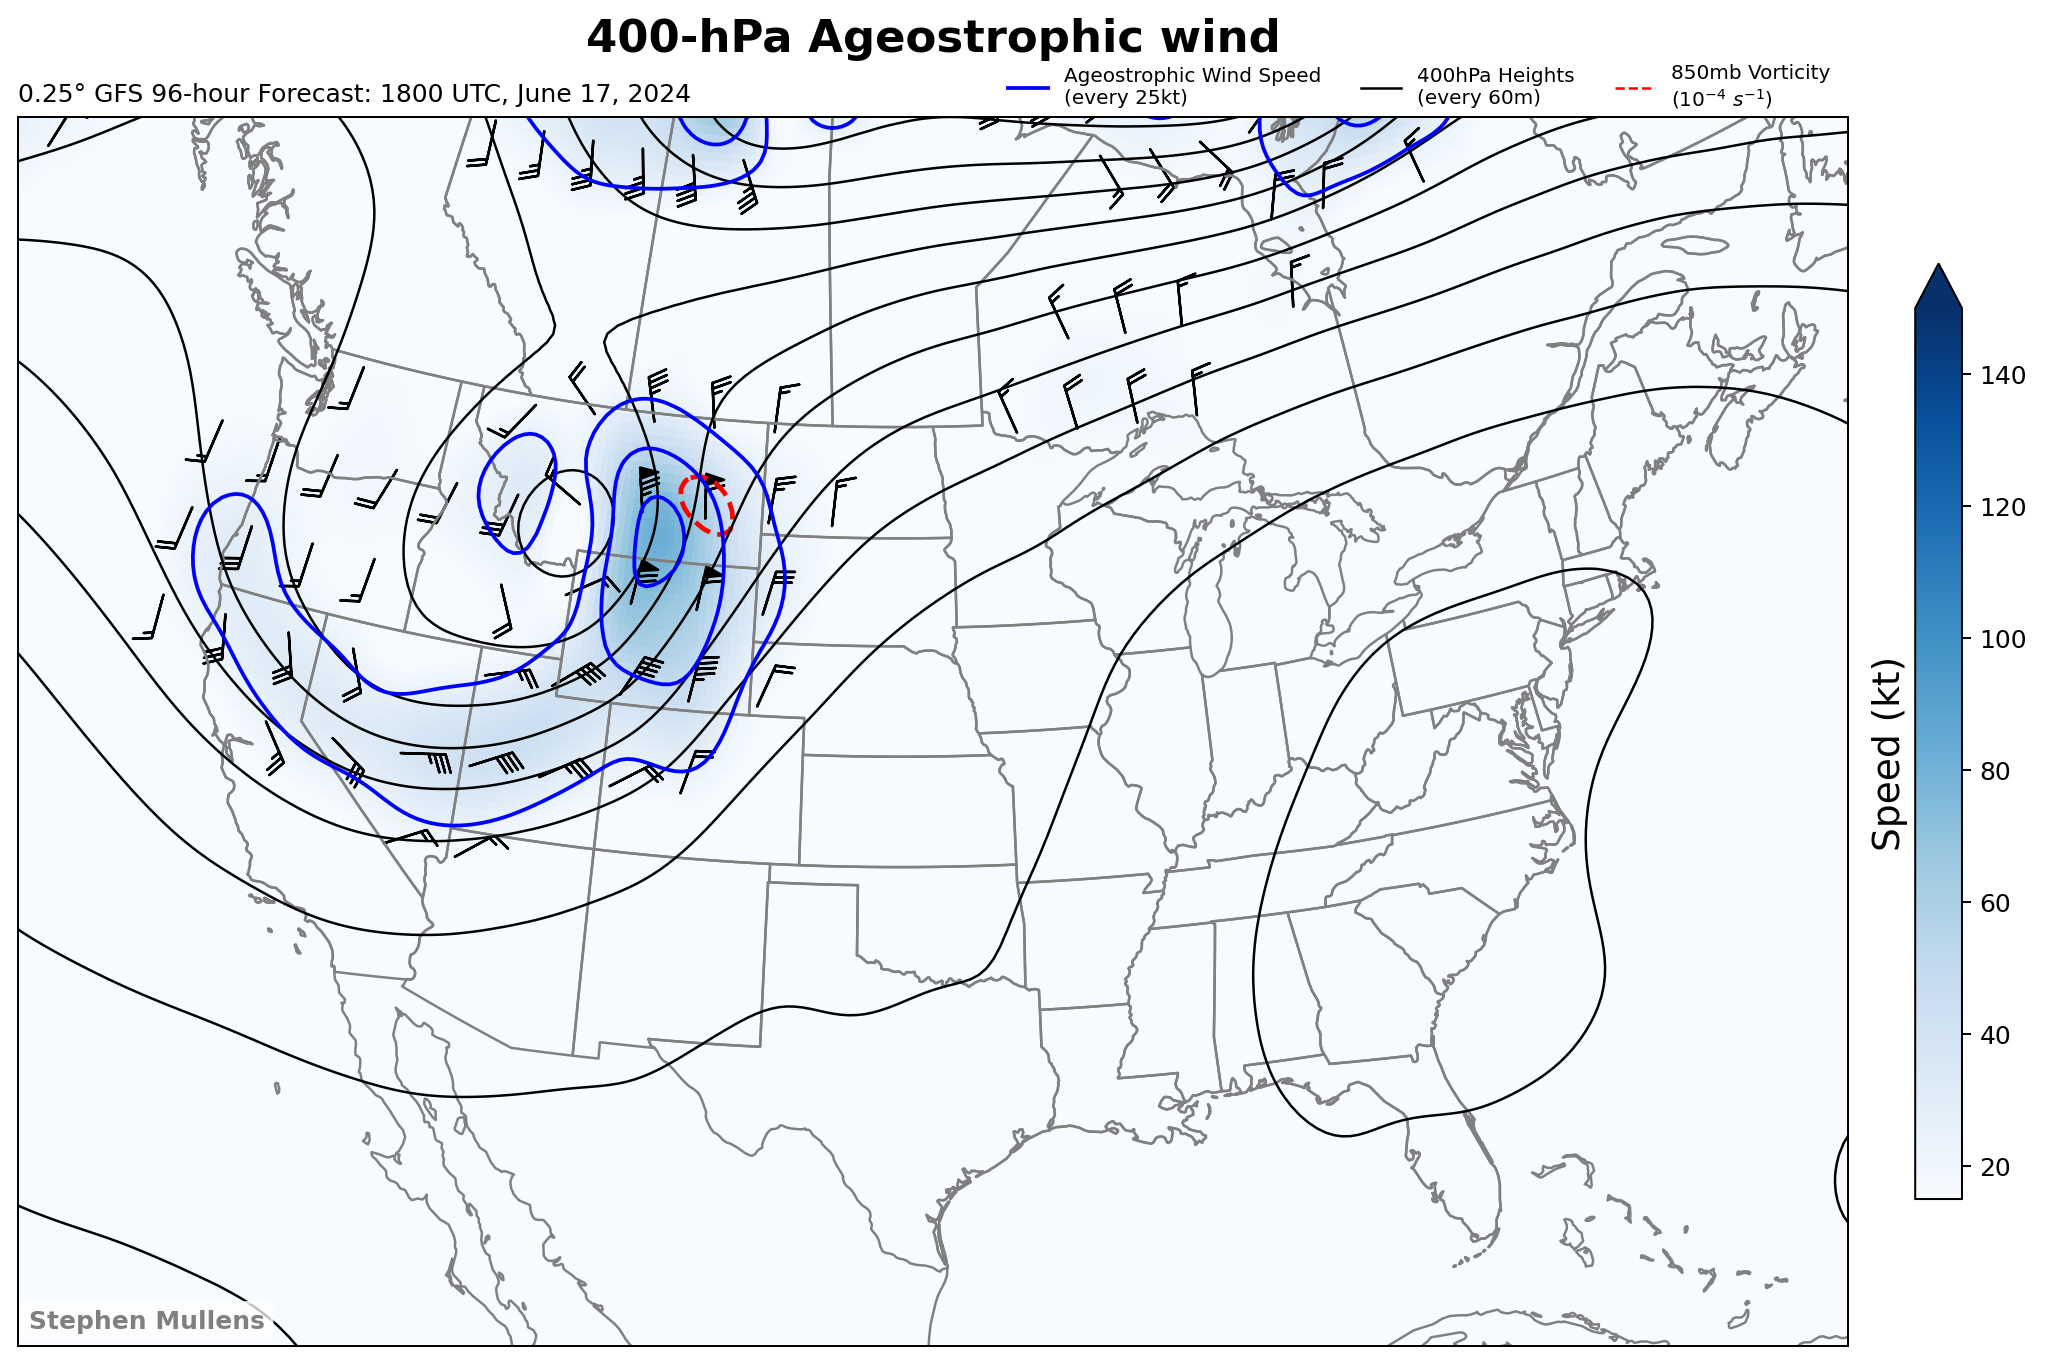 400-hPa Ageostrophic wind
0.25° GFS 96-hour Forecast: 1800 UTC, June 17, 2024
Ageostrophic Wind Speed
(every 25kt)
400hPa Heights
(every 60m)
850mb Vorticity
(10⁻⁴ s⁻¹)
140
120
100
80
60
40
20
Speed (kt)
Stephen Mullens